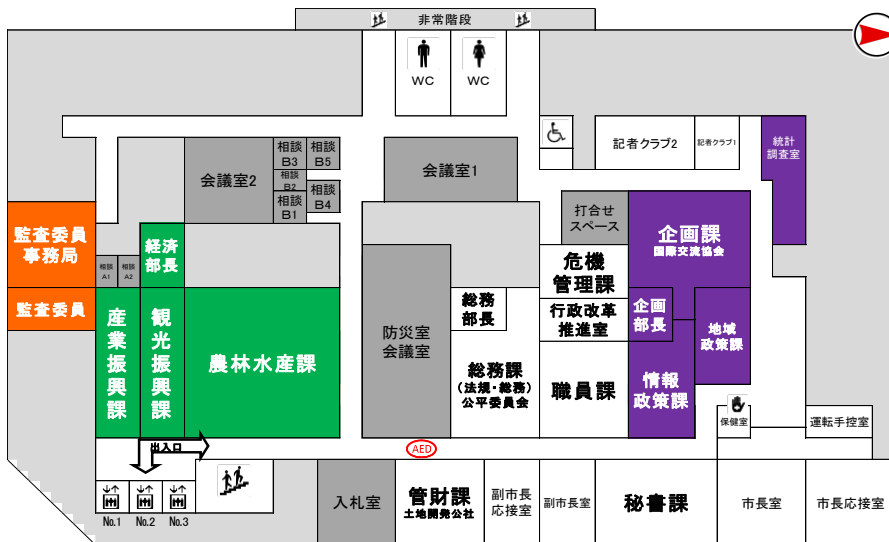 非常階段
WC
WC
記者クラブ2
記者クラブ1
統計
調査室
会議室2
相談
B3
相談
B5
相談
B2
相談
B1
相談
B4
会議室1
打合せ
スペース
企画課
国際交流協会
監査委員
事務局
経済
部長
相談
A1
相談
A2
危機
管理課
監査委員
産業振興課
観光振興課
農林水産課
防災室
会議室
総務
部長
行政改革
推進室
企画
部長
地域
政策課
総務課
(法規・総務)
公平委員会
職員課
情報
政策課
保健室
運転手控室
出入口
AED
No.1
No.2
No.3
入札室
管財課
土地開発公社
副市長
応接室
副市長室
秘書課
市長室
市長応接室